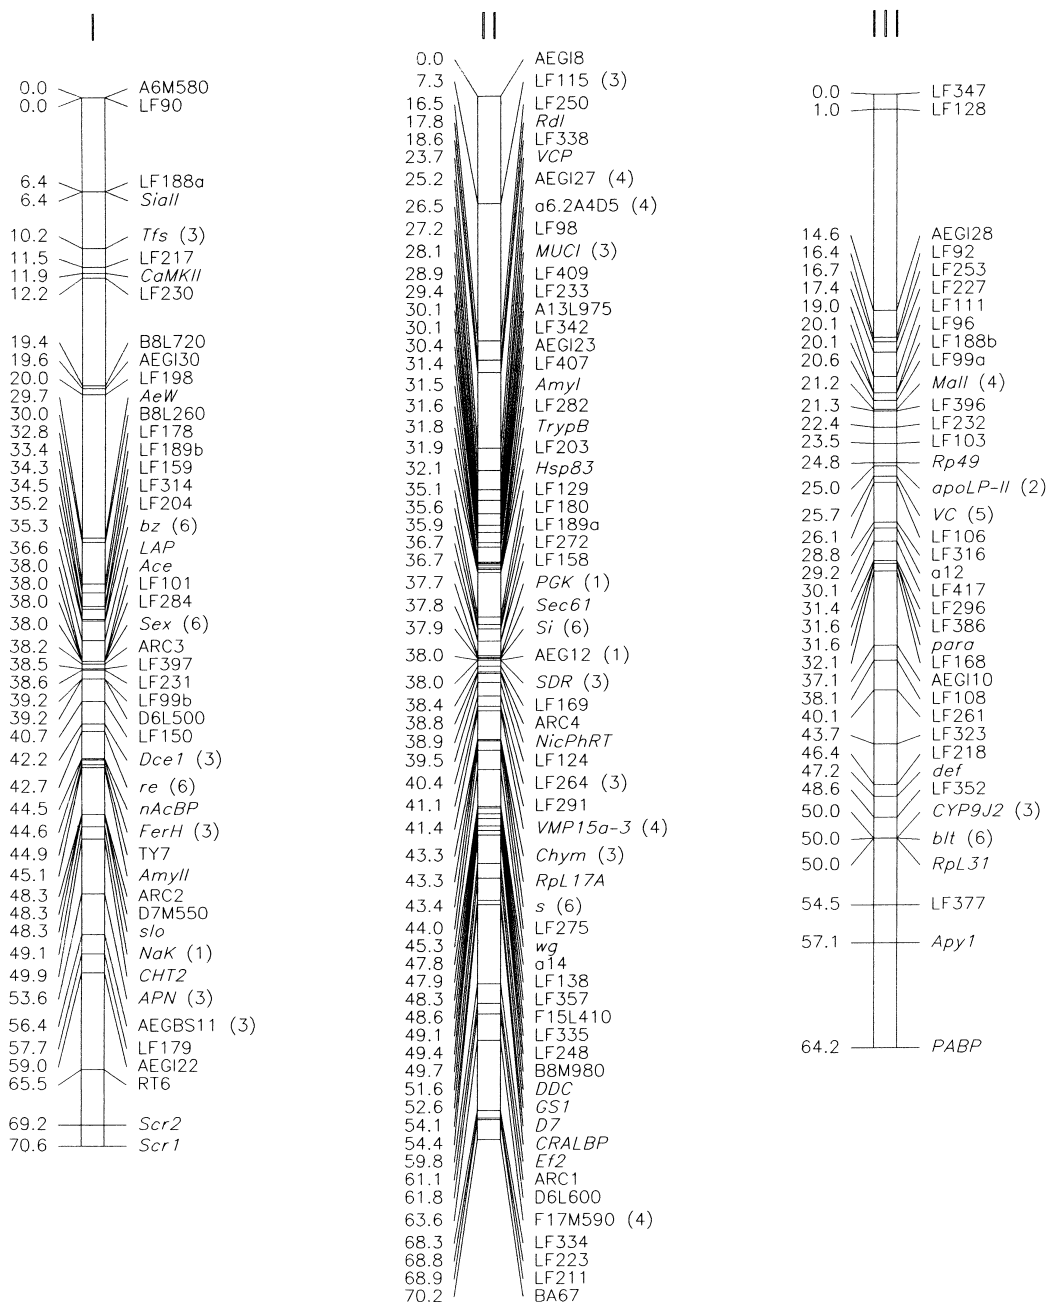 I
0.0 A6M580
0.0 LF90
6.4 LF188a
6.4 SiaII
10.2 Tfs (3)
11.5 LF217
11.9 CaMKII
12.2 LF230
19.4 B8L720
19.6 AEGI30
20.0 LF198
29.7 AeW
30.0 B8L260
32.8 LF178
33.4 LF189b
34.3 LF159
34.5 LF314
35.2 LF204
35.3 bz (6)
36.6 LAP
38.0 Ace
38.0 LF101
38.0 LF284
38.0 Sex (6)
38.2 ARC3
38.5 LF397
38.6 LF231
39.2 LF99b
39.2 D6L500
40.7 LF150
42.2 Dce1 (3)
42.7 re (6)
44.5 nAcBP
44.6 FerH (3)
44.9 TY7
45.1 AmyII
48.3 ARC2
48.3 D7M550
48.3 slo
49.1 NaK (1)
49.9 CHT2
53.6 APN (3)
56.4 AEGBS11 (3)
57.7 LF179
59.0 AEGI22
65.5 RT6
69.2 Scr2
70.6 Scr1
II
0.0 AEGI8
7.3 LF115 (3)
16.5 LF250
17.8 Rdl
18.6 LF338
23.7 VCP
25.2 AEGI27 (4)
26.5 a6.2A4D5 (4)
27.2 LF98
28.1 MUCI (3)
28.9 LF409
29.4 LF233
30.1 A13L975
30.1 LF342
30.4 AEGI23
31.4 LF407
31.5 AmyI
31.6 LF282
31.8 TrypB
31.9 LF203
32.1 Hsp83
35.1 LF129
35.6 LF180
35.9 LF189a
36.7 LF272
36.7 LF158
37.7 PGK (1)
37.8 Sec61
37.9 Si (6)
38.0 AEG12 (1)
38.0 SDR (3)
38.4 LF169
38.8 ARC4
38.9 NicPhRT
39.5 LF124
40.4 LF264 (3)
41.1 LF291
41.4 VMP15a-3 (4)
43.3 Chym (3)
43.3 RpL17A
43.4 s (6)
44.0 LF275
45.3 wg
47.8 a14
47.9 LF138
48.3 LF357
48.6 F15L410
49.1 LF335
49.4 LF248
49.7 B8M980
51.6 DDC
52.6 GS1
54.1 D7
54.4 CRALBP
59.8 Ef2
61.1 ARC1
61.8 D6L600
63.6 F17M590 (4)
68.3 LF334
68.8 LF223
68.9 LF211
70.2 BA67
III
0.0 LF347
1.0 LF128
14.6 AEGI28
16.4 LF92
16.7 LF253
17.4 LF227
19.0 LF111
20.1 LF96
20.1 LF188b
20.6 LF99a
21.2 MalI (4)
21.3 LF396
22.4 LF232
23.5 LF103
24.8 Rp49
25.0 apoLP-II (2)
25.7 VC (5)
26.1 LF106
28.8 LF316
29.2 a12
30.1 LF417
31.4 LF296
31.6 LF386
31.6 para
32.1 LF168
37.1 AEGI10
38.1 LF108
40.1 LF261
43.7 LF323
46.4 LF218
47.2 def
48.6 LF352
50.0 CYP9J2 (3)
50.0 blt (6)
50.0 RpL31
54.5 LF377
57.1 Apy1
64.2 PABP